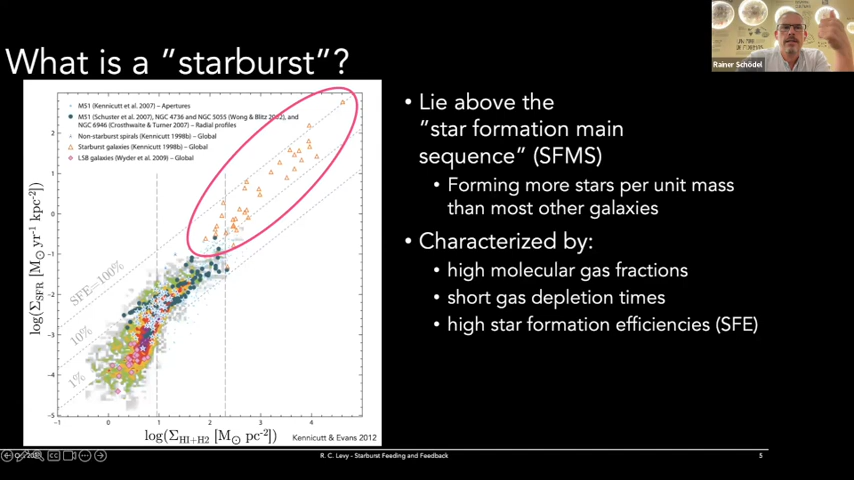 What is a ”starburst”?
Rainer Schödel
M51 (Kennicutt et al. 2007) – Apertures
M51 (Schuster et al. 2007), NGC 4736 and NGC 5055 (Wong & Blitz 2002), and
NGC 6946 (Crosthwaite & Turner 2007) – Radial profiles
Non-starburst spirals (Kennicutt 1998b) – Global
Starburst galaxies (Kennicutt 1998b) – Global
LSB galaxies (Wyder et al. 2009) – Global
2
1
0
−1
−2
−3
−4
−5
log(Σ_SFR [M⊙ yr⁻¹ kpc⁻²])
SFE=100%
10%
1%
−1 0 1 2 3 4
log(Σ_HI+H2 [M⊙ pc⁻²])
Kennicutt & Evans 2012
• Lie above the
”star formation main
sequence” (SFMS)
• Forming more stars per unit mass
than most other galaxies
• Characterized by:
• high molecular gas fractions
• short gas depletion times
• high star formation efficiencies (SFE)
R. C. Levy - Starburst Feeding and Feedback
5